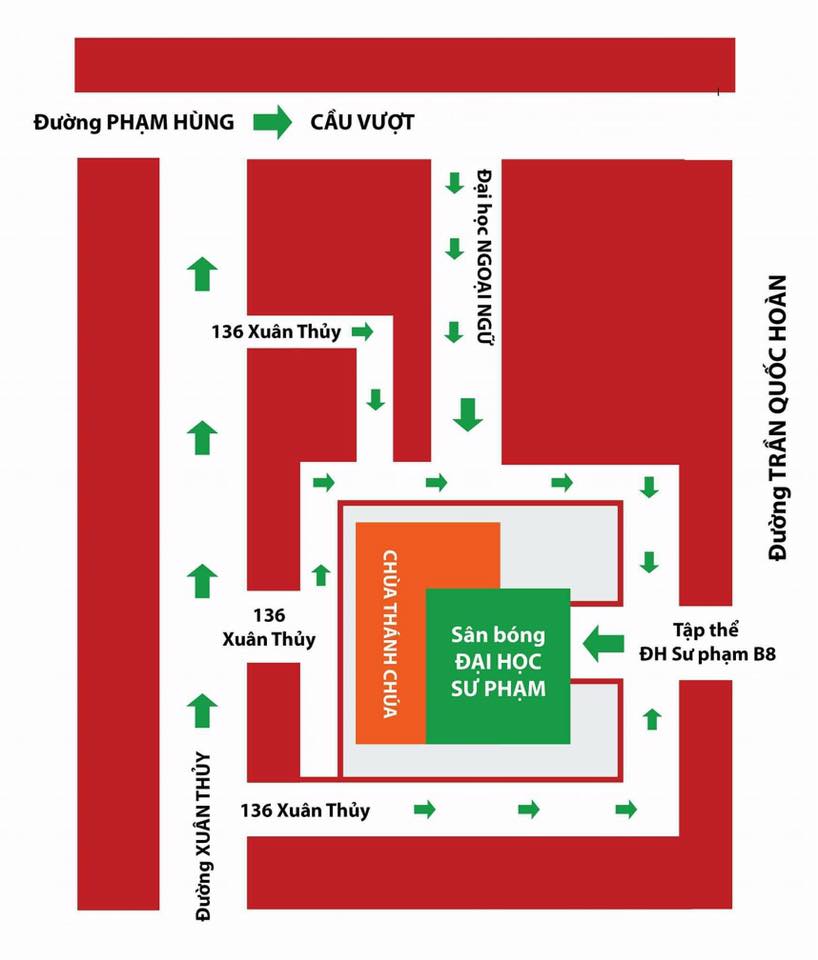 Đường PHẠM HÙNG
CẦU VƯỢT
Đại học NGOẠI NGỮ
136 Xuân Thủy
Đường TRẦN QUỐC HOÀN
CHÙA THÁNH CHÚA
136
Xuân Thủy
Sân bóng
ĐẠI HỌC
SƯ PHẠM
Tập thể
ĐH Sư phạm B8
Đường XUÂN THỦY
136 Xuân Thủy